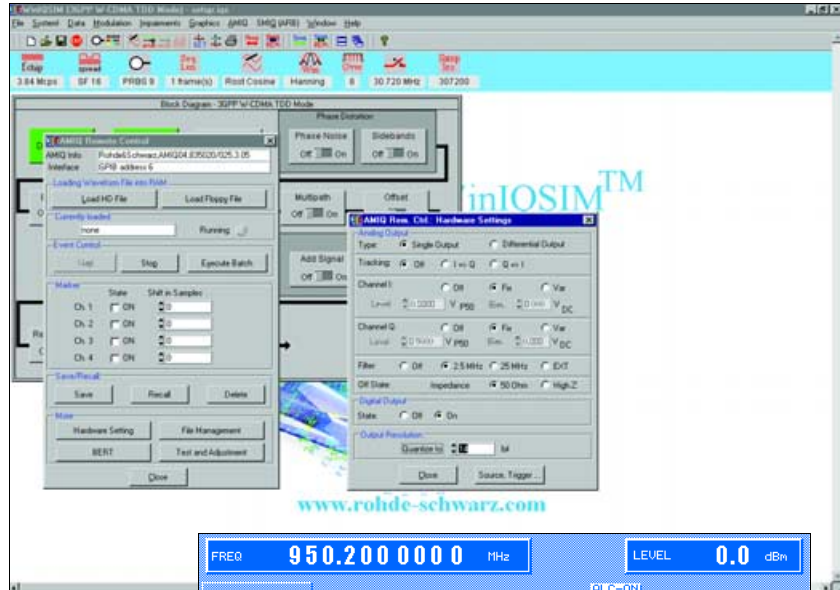 WinIQSIM [3GPP W-CDMA TDD Mode] - setup.iqs
File System Data Modulation Impairments Graphics AMIQ SMIQ (ARB) Window Help
3.84 Mcps SF 16 PRBS 9 1 frame(s) Root Cosine Hanning 8 30.720 MHz 307200
Block Diagram - 3GPP W-CDMA TDD Mode
Phase Distortion
Phase Noise Sidebands
Off On Off On
AMIQ Remote Control
AMIQ Info: Rohde&Schwarz,AMIQ04,835020/025,3.05
Interface GPIB address 6
Loading Waveform File into RAM
Load HD File Load Floppy File
Currently loaded
none Running
Event Control
Stop Execute Batch
Marker
State Shift in Samples
Ch. 1 ON 0
Ch. 2 ON 0
Ch. 3 ON 0
Ch. 4 ON 0
Save/Recall
Save Recall Delete
More
Hardware Setting File Management
BERT Test and Adjustment
Close
Multipath Offset
Off On
Add Signal
Off On
WinIQSIM™
AMIQ Rem. Ctrl.: Hardware Settings
Analog Output
Type: Single Output Differential Output
Tracking: Off I => Q Q => I
Channel I: Off Fix Var
Level V P50 V DC
Channel Q: Off Fix Var
Level V P50 V DC
Filter Off 2.5 MHz 25 MHz EXT
Off State: Impedance 50 Ohm High Z
Digital Output
State: Off On
Output Resolution
Quantize to 14 bit
Close Source, Trigger...
www.rohde-schwarz.com
FREQ 950.200 000 0 MHz LEVEL 0.0 dBm
ALC-ON